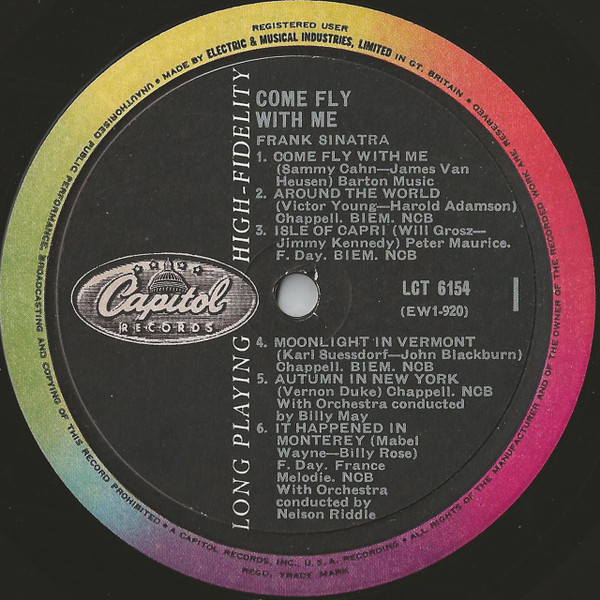 REGISTERED USER
UNAUTHORISED PUBLIC PERFORMANCE, BROADCASTING AND COPYING OF THIS RECORD PROHIBITED • A CAPITOL RECORDS, INC., U.S.A. RECORDING • ALL RIGHTS OF THE MANUFACTURER AND OF THE OWNER OF THE RECORDED WORK ARE RESERVED •
• MADE BY ELECTRIC & MUSICAL INDUSTRIES, LIMITED IN GT. BRITAIN •
REGD. TRADE MARK
LONG PLAYING HIGH-FIDELITY
COME FLY
WITH ME
FRANK SINATRA
1. COME FLY WITH ME
(Sammy Cahn—James Van
Heusen) Barton Music
2. AROUND THE WORLD
(Victor Young—Harold Adamson)
Chappell. BIEM. NCB
3. ISLE OF CAPRI (Will Grosz—
Jimmy Kennedy) Peter Maurice.
F. Day. BIEM. NCB
Capitol
RECORDS
LCT 6154
(EW1-920)
1
4. MOONLIGHT IN VERMONT
(Karl Suessdorf—John Blackburn)
Chappell. BIEM. NCB
5. AUTUMN IN NEW YORK
(Vernon Duke) Chappell. NCB
With Orchestra conducted
by Billy May
6. IT HAPPENED IN
MONTEREY (Mabel
Wayne—Billy Rose)
F. Day. France
Melodie. NCB
With Orchestra
conducted by
Nelson Riddle